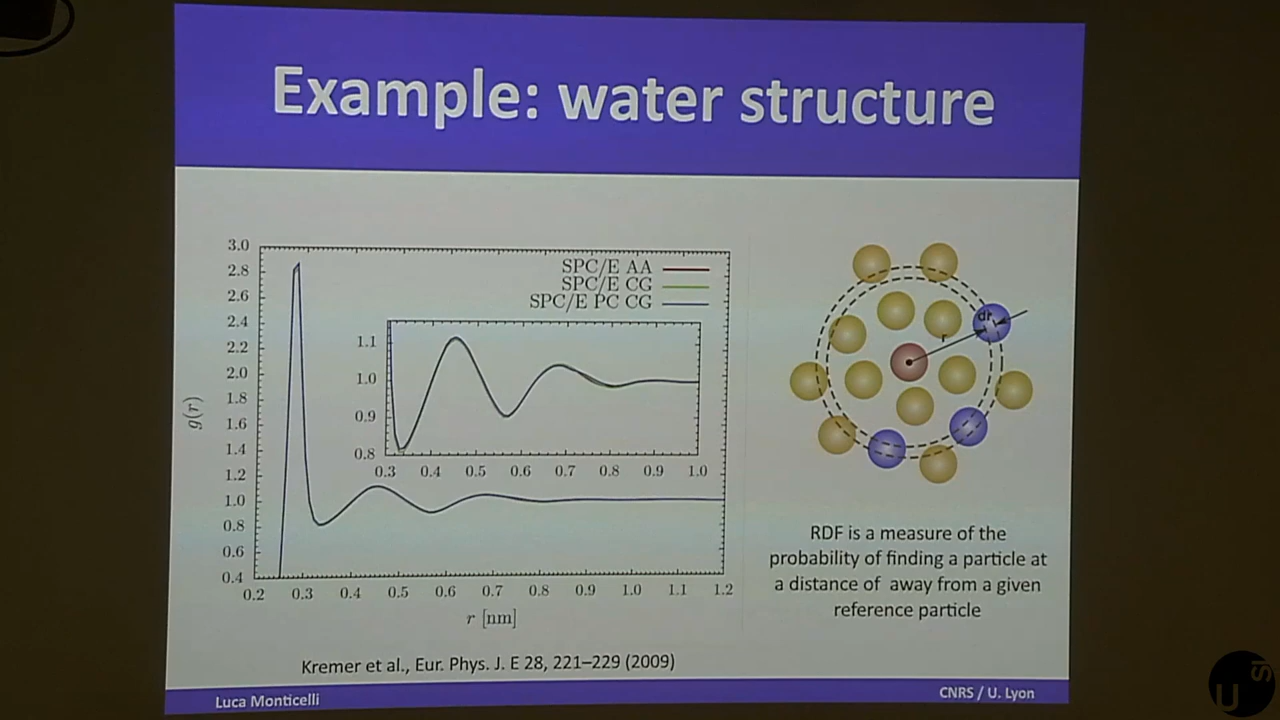 Example: water structure
3.0
2.8
2.6
2.4
2.2
2.0
1.8
1.6
1.4
1.2
1.0
0.8
0.6
0.4
g(r)
SPC/E AA
SPC/E CG
SPC/E PC CG
1.1
1.0
0.9
0.8
0.3 0.4 0.5 0.6 0.7 0.8 0.9 1.0
0.2 0.3 0.4 0.5 0.6 0.7 0.8 0.9 1.0 1.1 1.2
r [nm]
dr
r
RDF is a measure of the
probability of finding a particle at
a distance of away from a given
reference particle
Kremer et al., Eur. Phys. J. E 28, 221–229 (2009)
Luca Monticelli
CNRS / U. Lyon
U
SI